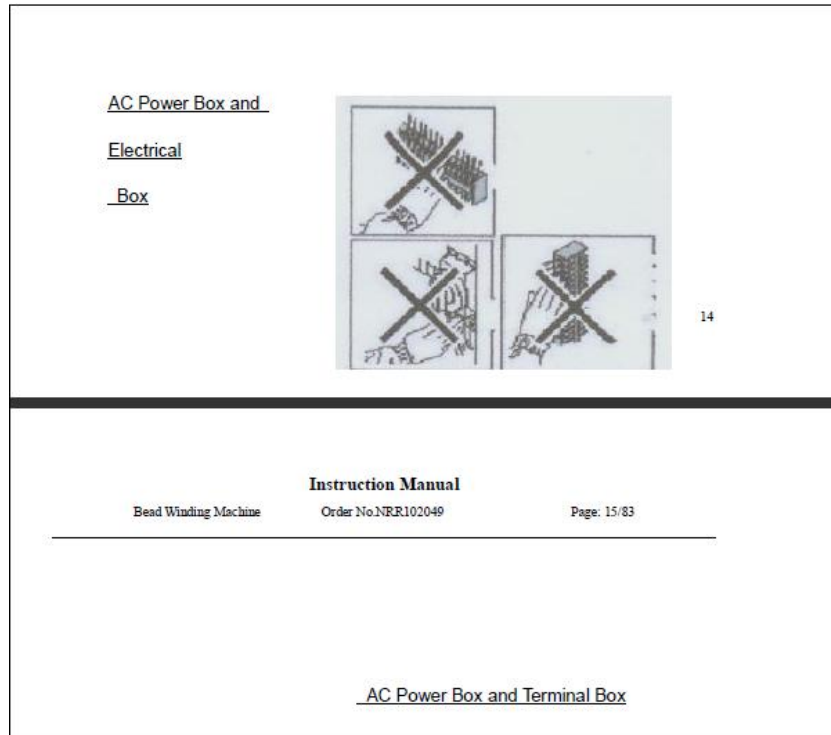 AC Power Box and
Electrical
Box
14
Instruction Manual
Bead Winding Machine Order No.NRR102049 Page: 15/83
AC Power Box and Terminal Box